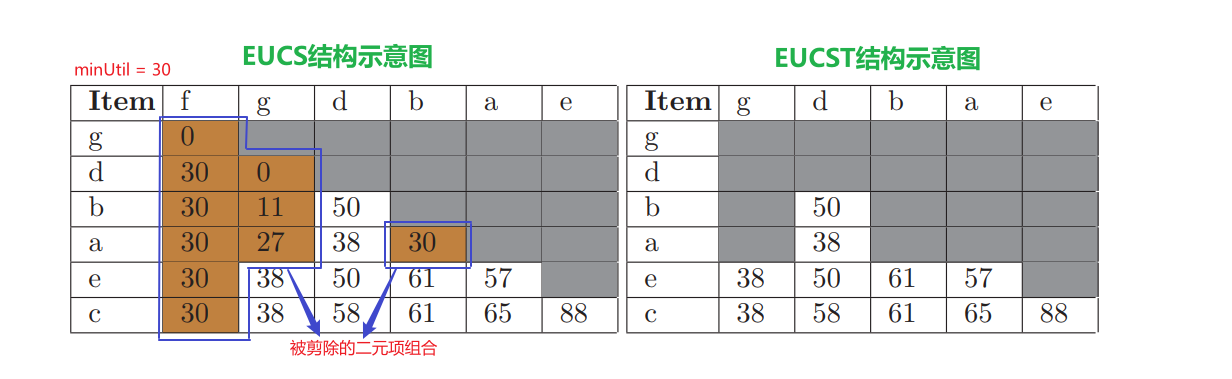 EUCS结构示意图
EUCST结构示意图
minUtil = 30
Item f g d b a e
g 0
d 30 0
b 30 11 50
a 30 27 38 30
e 30 38 50 61 57
c 30 38 58 61 65 88
被剪除的二元项组合
Item g d b a e
g
d
b 50
a 38
e 38 50 61 57
c 38 58 61 65 88